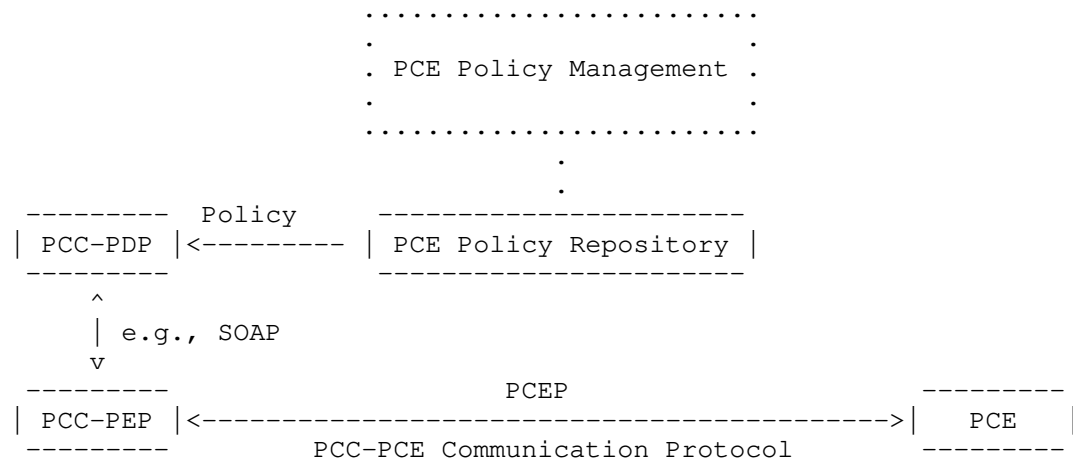 PCE Policy Management
Policy
PCC-PDP PCE Policy Repository
e.g., SOAP
PCEP
PCC-PEP PCE
PCC-PCE Communication Protocol